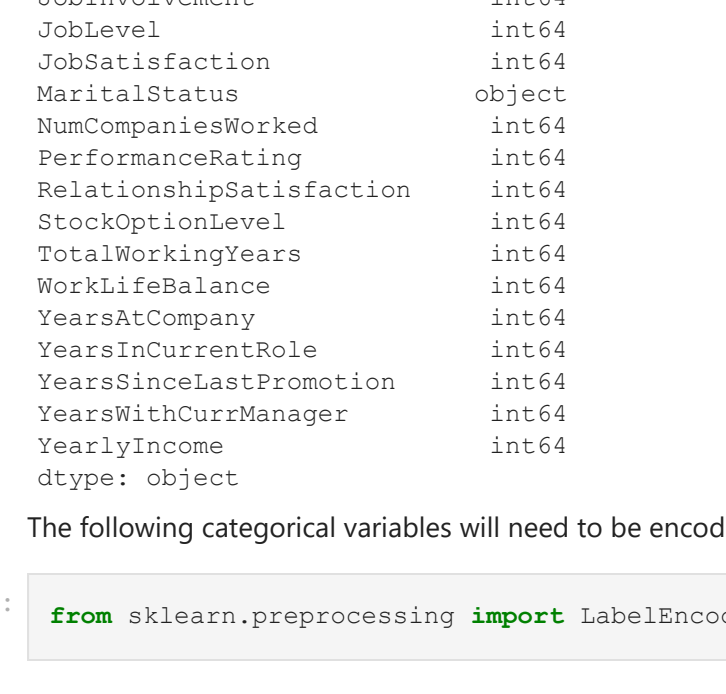 JobLevel int64
JobSatisfaction int64
MaritalStatus object
NumCompaniesWorked int64
PerformanceRating int64
RelationshipSatisfaction int64
StockOptionLevel int64
TotalWorkingYears int64
WorkLifeBalance int64
YearsAtCompany int64
YearsInCurrentRole int64
YearsSinceLastPromotion int64
YearsWithCurrManager int64
YearlyIncome int64
dtype: object
The following categorical variables will need to be encod
:
from sklearn.preprocessing import LabelEnco